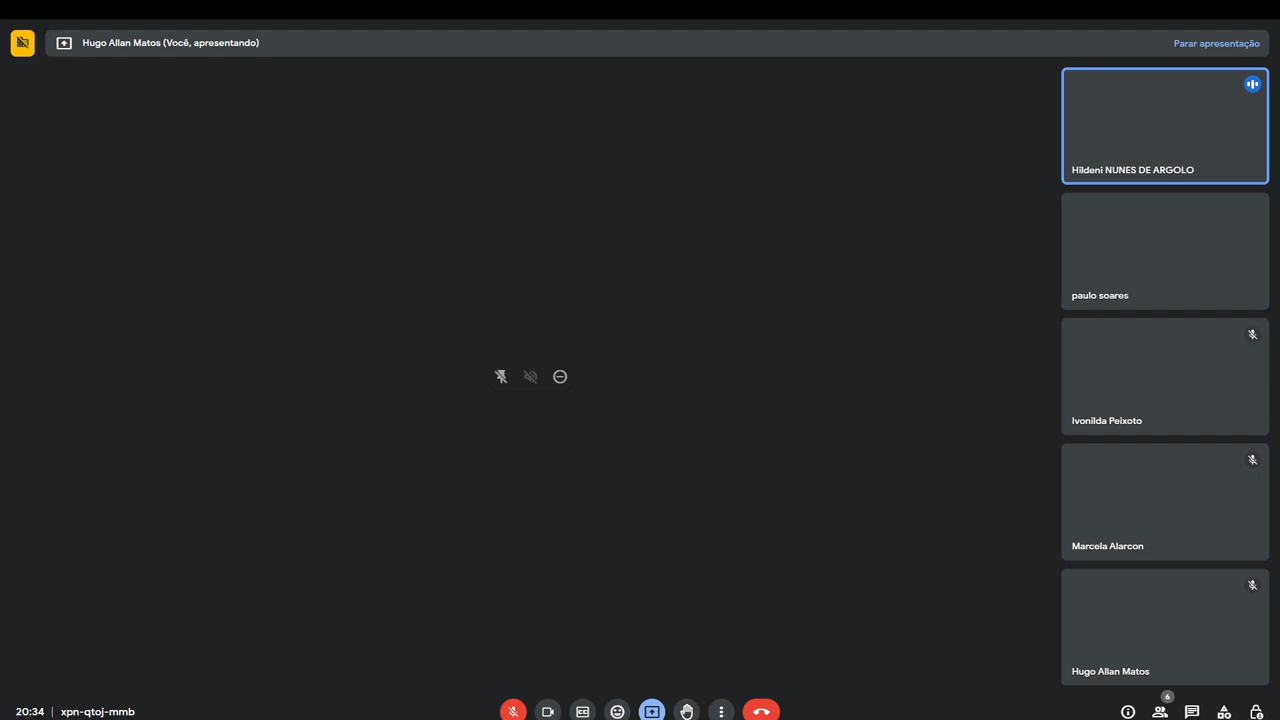 Hugo Allan Matos (Você, apresentando)
Parar apresentação
Hildeni NUNES DE ARGOLO
paulo soares
Ivonilda Peixoto
Marcela Alarcon
Hugo Allan Matos
6
20:34 | xpn-qtoj-mmb